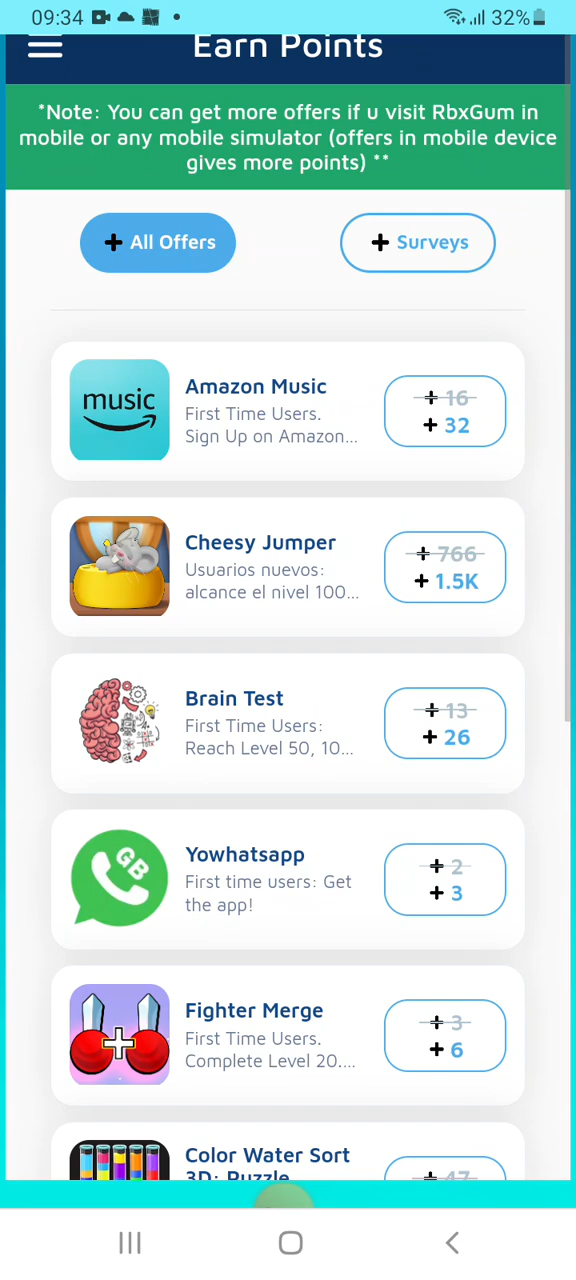 09:34
32%
Earn Points
*Note: You can get more offers if u visit RbxGum in
mobile or any mobile simulator (offers in mobile device
gives more points) **
+ All Offers
+ Surveys
music
Amazon Music
First Time Users.
Sign Up on Amazon...
+ 16
+ 32
Cheesy Jumper
Usuarios nuevos:
alcance el nivel 100...
+ 766
+ 1.5K
Brain Test
First Time Users:
Reach Level 50, 10...
+ 13
+ 26
GB
Yowhatsapp
First time users: Get
the app!
+ 2
+ 3
Fighter Merge
First Time Users.
Complete Level 20....
+ 3
+ 6
Color Water Sort
3D: Puzzle
+ 47